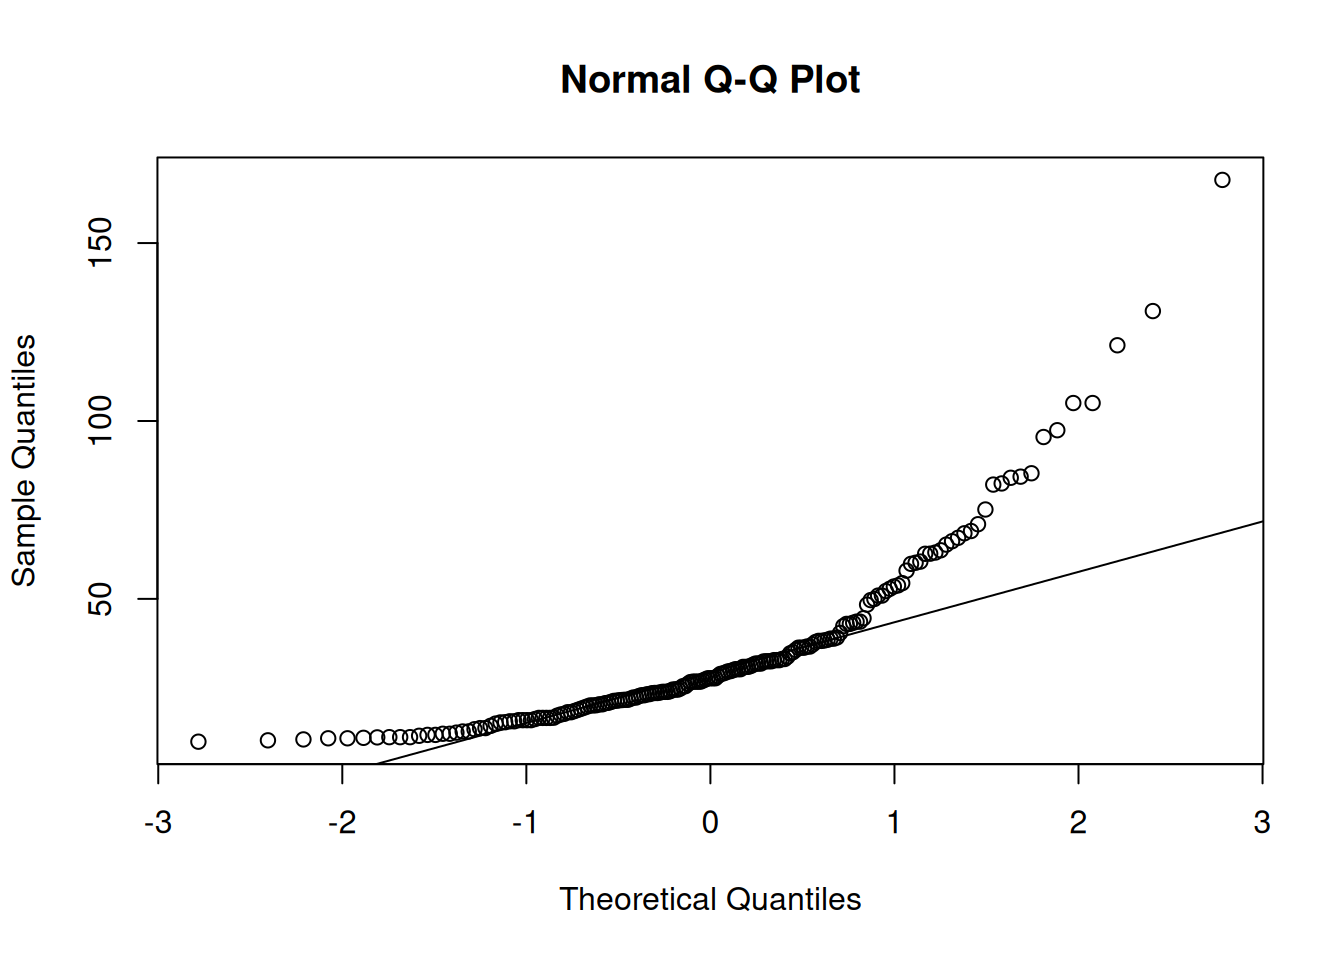 Normal Q-Q Plot
Sample Quantiles
150
100
50
-3 -2 -1 0 1 2 3
Theoretical Quantiles